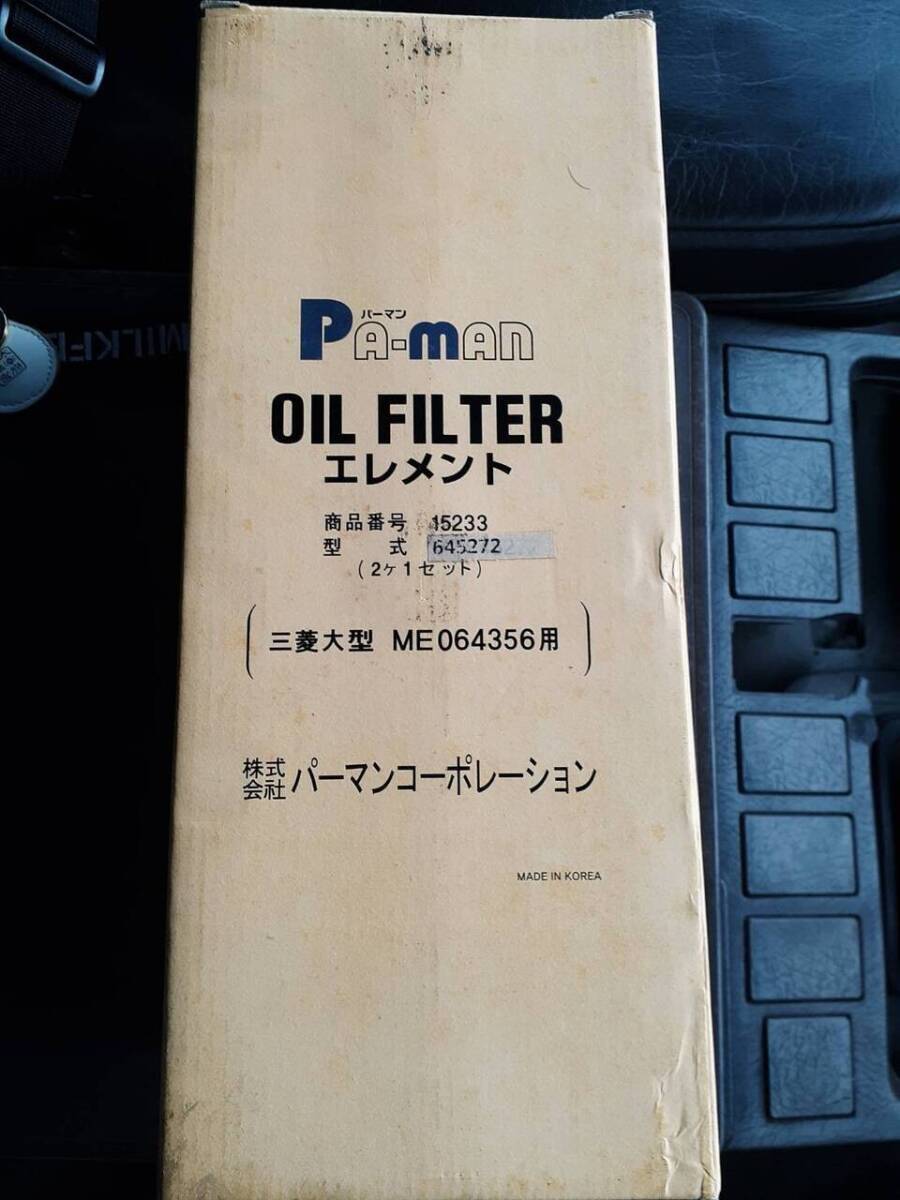 パーマン
PA-MAN
OIL FILTER
エレメント
商品番号 15233
型 式 645272
(2ヶ1セット)
三菱大型 ME064356用
株式会社 パーマンコーポレーション
MADE IN KOREA
MILKFE